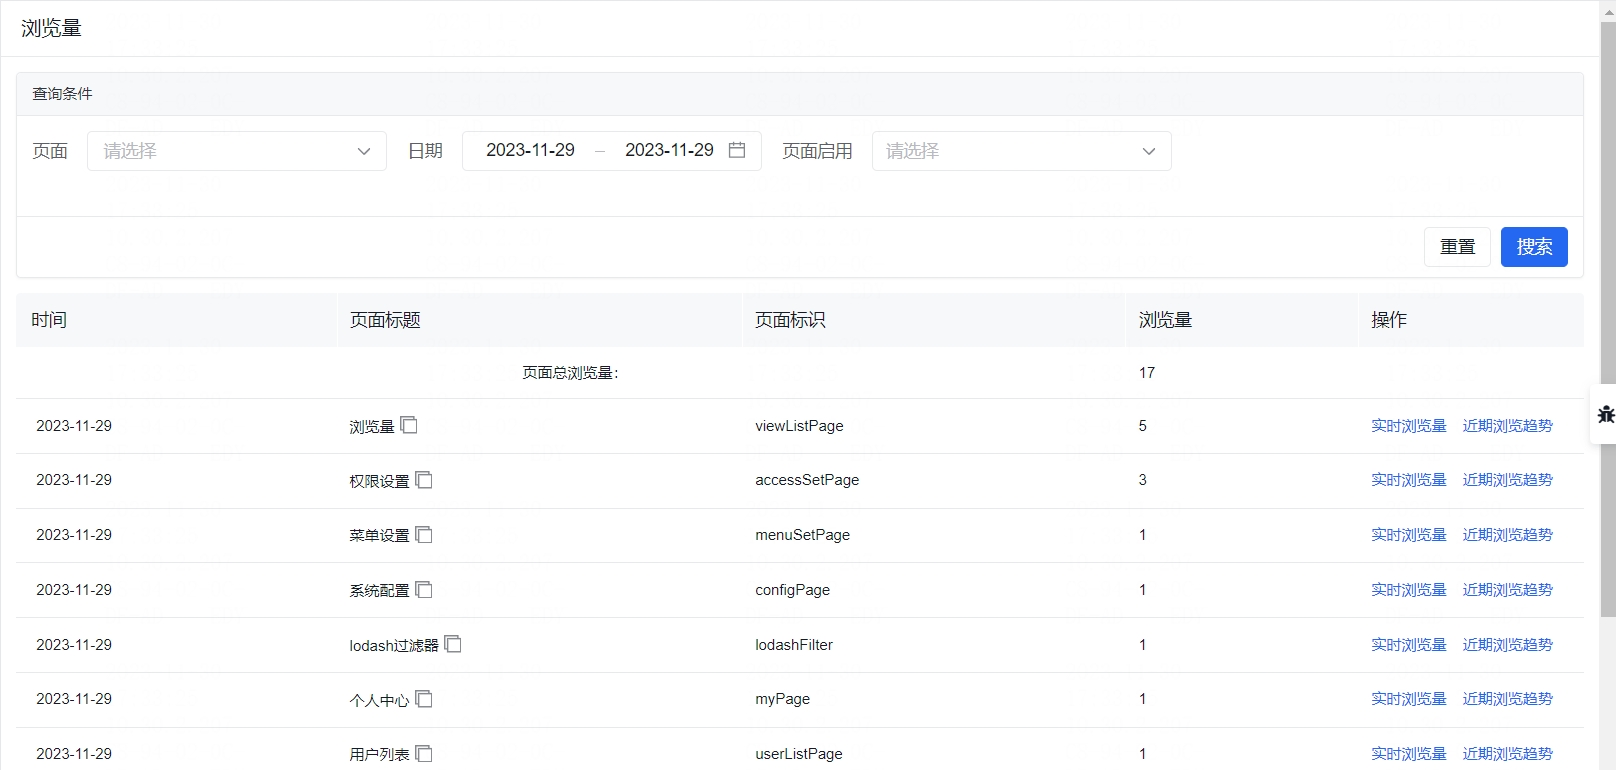 浏览量
查询条件
页面 请选择 日期 2023-11-29 – 2023-11-29 页面启用 请选择
重置 搜索
时间 页面标题 页面标识 浏览量 操作
页面总浏览量: 17
2023-11-29 浏览量 viewListPage 5 实时浏览量 近期浏览趋势
2023-11-29 权限设置 accessSetPage 3 实时浏览量 近期浏览趋势
2023-11-29 菜单设置 menuSetPage 1 实时浏览量 近期浏览趋势
2023-11-29 系统配置 configPage 1 实时浏览量 近期浏览趋势
2023-11-29 lodash过滤器 lodashFilter 1 实时浏览量 近期浏览趋势
2023-11-29 个人中心 myPage 1 实时浏览量 近期浏览趋势
2023-11-29 用户列表 userListPage 1 实时浏览量 近期浏览趋势